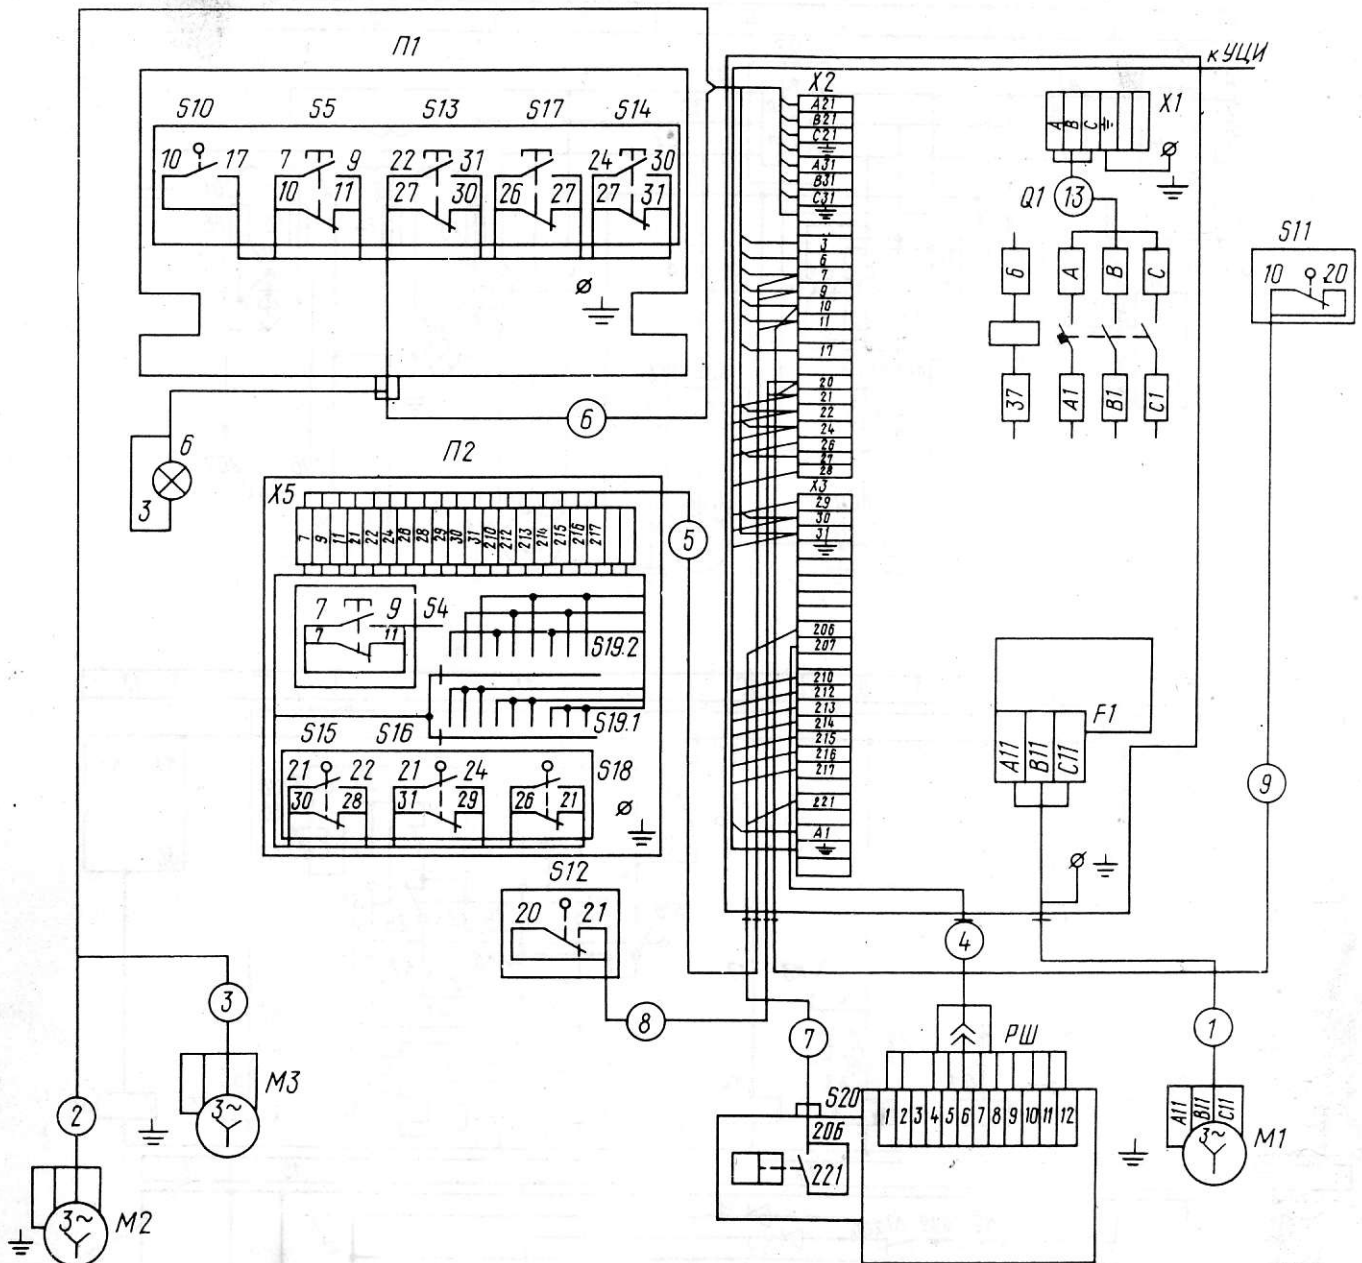 П1
к УЦИ
S10 S5 S13 S17 S14
10 17 7 9 22 31 24 30
10 11 27 30 26 27 27 31
X2
A21
B21
C21
A31
B31
C31
3
6
7
9
10
11
17
20
21
22
24
26
27
28
X3
29
30
31
206
207
210
212
213
214
215
216
217
221
A1
X1
A B C
Q1 13
6 A B C
37 A1 B1 C1
S11
10 20
6
6
3
П2
X5
7 9 11 21 22 24 28 29 30 31 210 212 213 214 215 216 217
5
7 9 S4
7 11
S19.2
S19.1
S15 S16
21 22 21 24 S18
30 28 31 29 26 21
F1
A11 B11 C11
9
S12
20 21
4
3
8
7
1
РШ
M3
3~
2
S20
1 2 3 4 5 6 7 8 9 10 11 12
206
221
A11 B11 C11
3~
M1
M2
3~